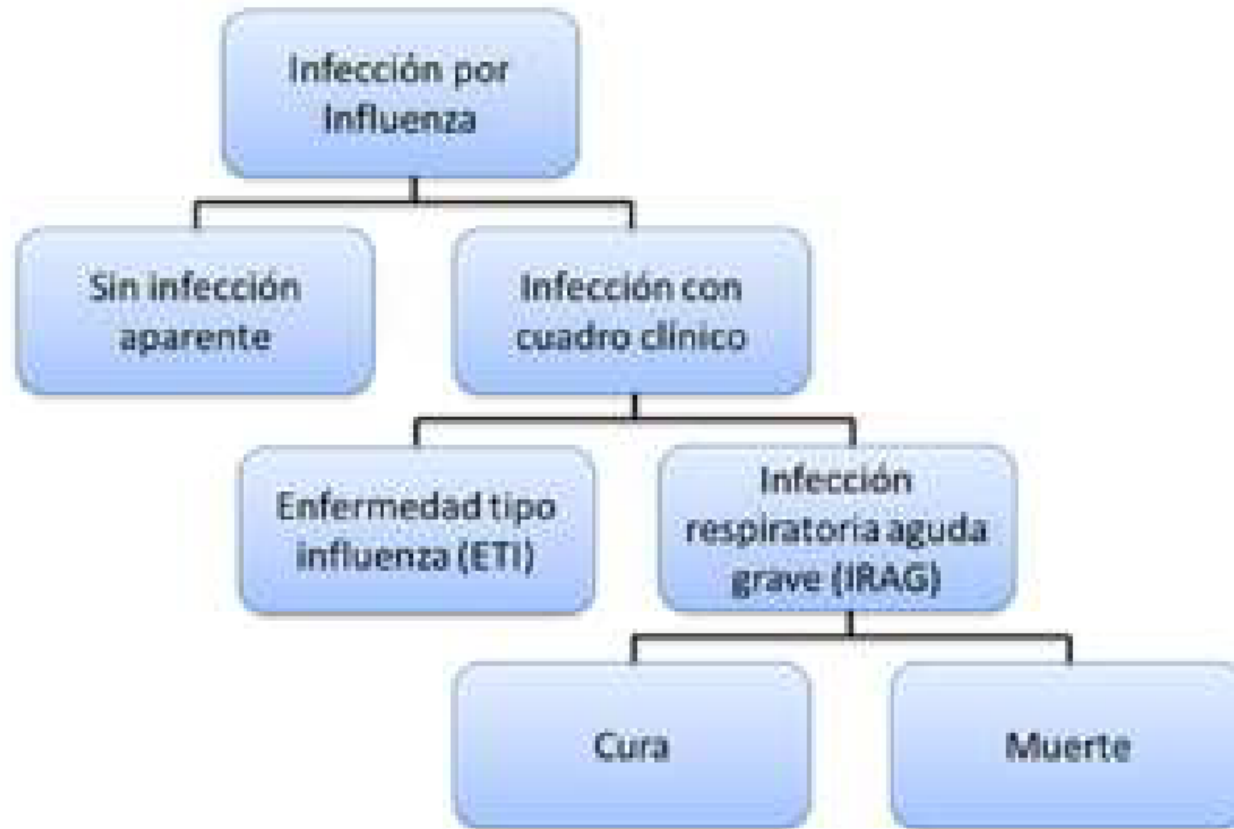 Infección por
Influenza
Sin infección
aparente
Infección con
cuadro clínico
Enfermedad tipo
influenza (ETI)
Infección
respiratoria aguda
grave (IRAG)
Cura
Muerte